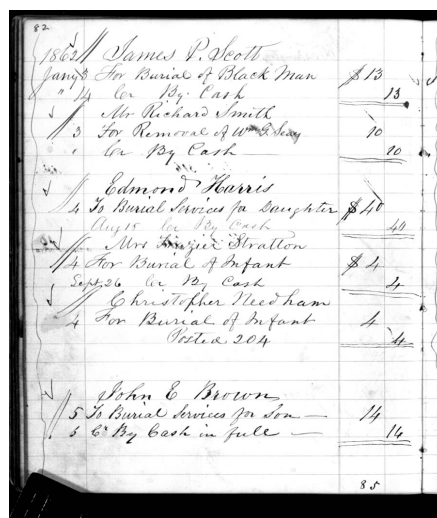 82
1862 James P. Scott
Jany 3 For Burial of Black Man $13
" 14 Cr By Cash 13
Mr Richard Smith
3 For Removal of Wm G. 10
" Cr By Cash 10
Edmond Harris
4 To Burial Services for Daughter $40
Aug 15 Cr By Cash 40
Mrs Stratton
4 For Burial of Infant $4
Sept 26 Cr By Cash 4
Christopher Needham
4 For Burial of Infant 4
Posted 204 4
John E Brown
5 To Burial Services for Son 14
5 Cr By Cash in full 14
85